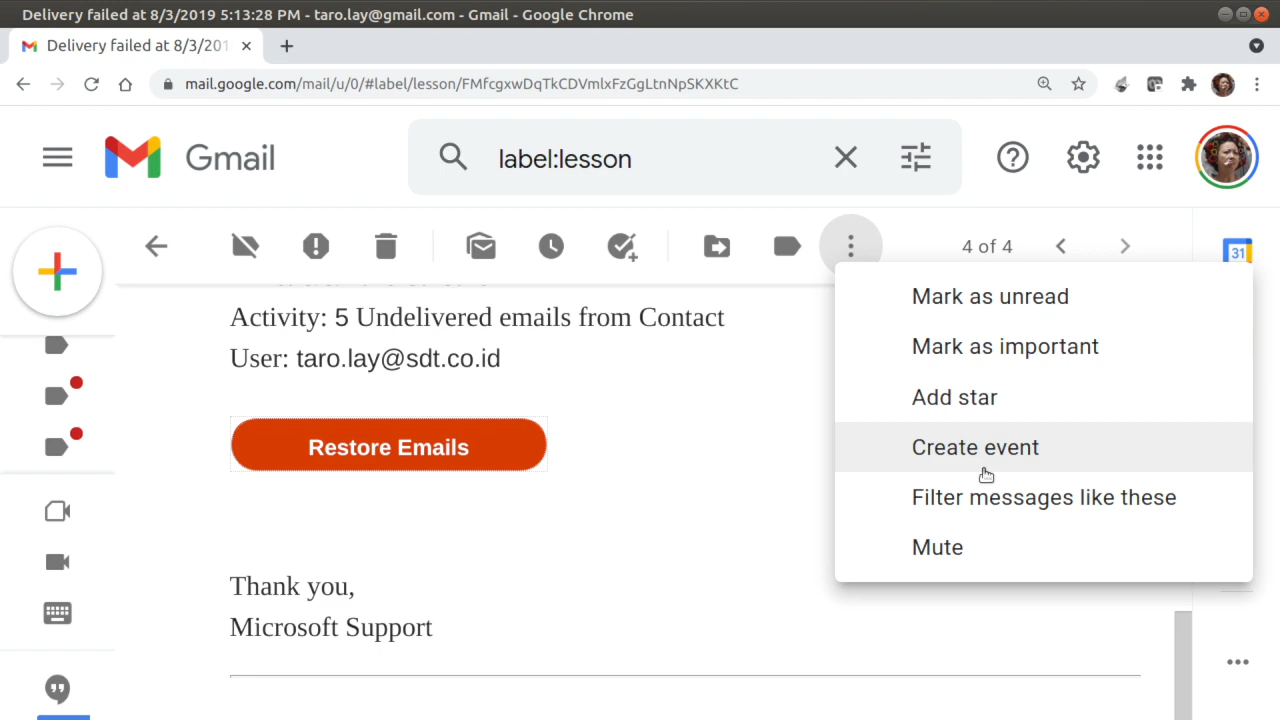 Delivery failed at 8/3/2019 5:13:28 PM - taro.lay@gmail.com - Gmail - Google Chrome
Delivery failed at 8/3/201
mail.google.com/mail/u/0/#label/lesson/FMfcgxwDqTkCDVmlxFzGgLtnNpSKXKtC
Gmail
label:lesson
4 of 4
31
Activity: 5 Undelivered emails from Contact
User: taro.lay@sdt.co.id
Restore Emails
Thank you,
Microsoft Support
Mark as unread
Mark as important
Add star
Create event
Filter messages like these
Mute